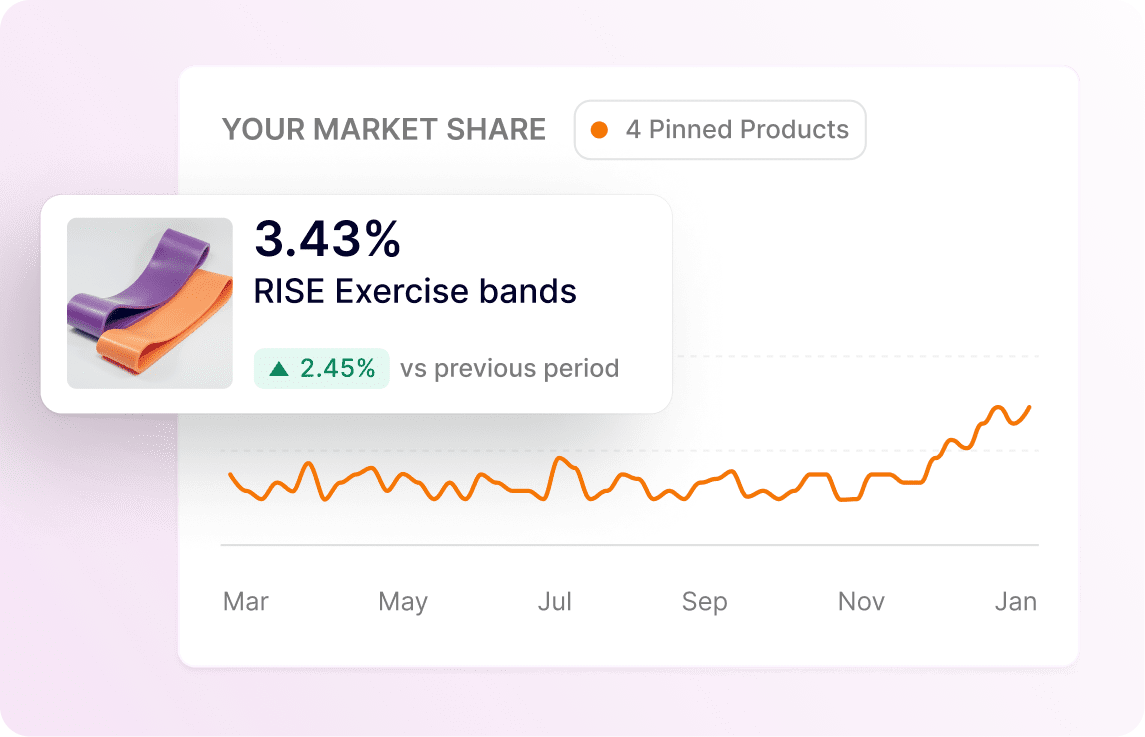 YOUR MARKET SHARE
4 Pinned Products
3.43%
RISE Exercise bands
▲ 2.45% vs previous period
Mar May Jul Sep Nov Jan